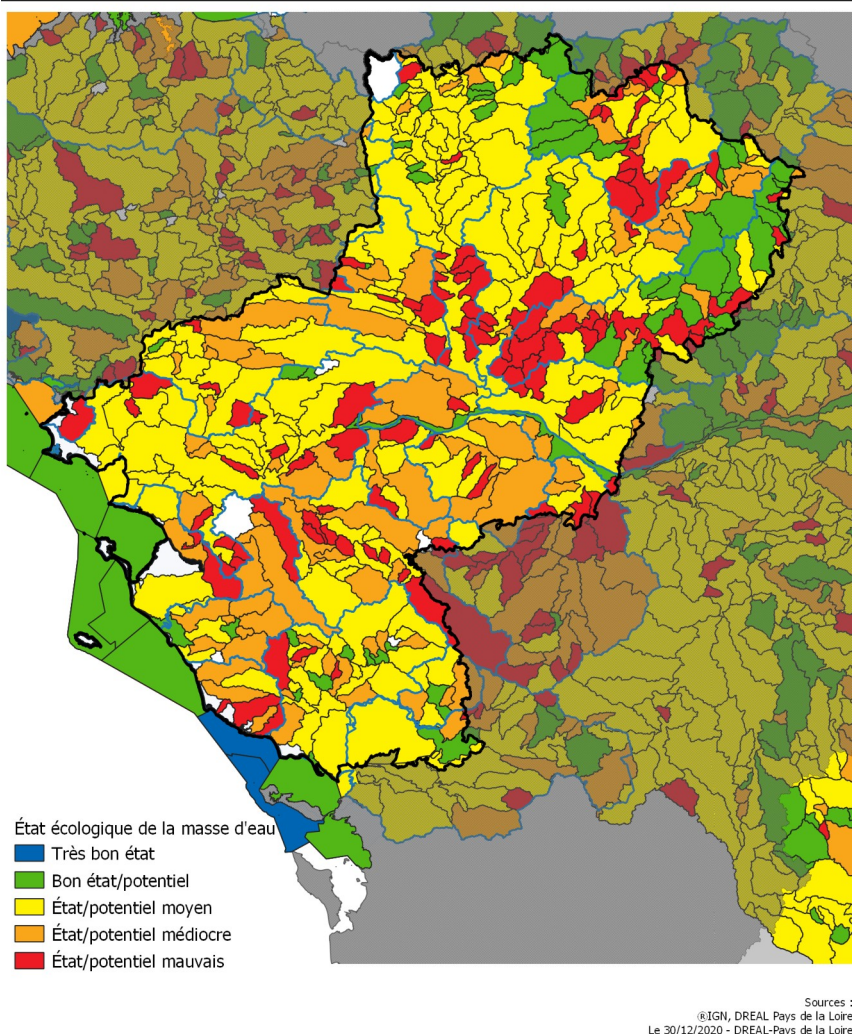 État écologique de la masse d'eau
Très bon état
Bon état/potentiel
État/potentiel moyen
État/potentiel médiocre
État/potentiel mauvais
Sources :
®IGN, DREAL Pays de la Loire
Le 30/12/2020 - DREAL-Pays de la Loire